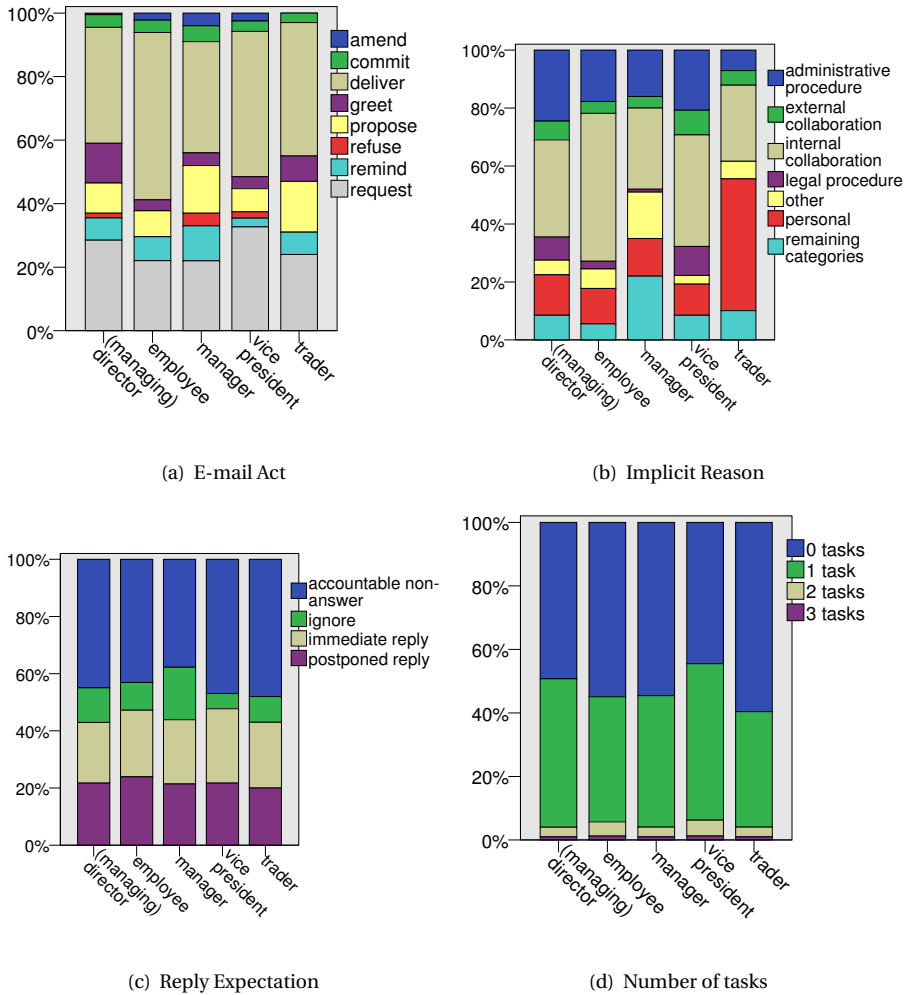 100%
80%
60%
40%
20%
0%
amend
commit
deliver
greet
propose
refuse
remind
request
(managing)
director
employee
manager
vice
president
trader
(a) E-mail Act
100%
80%
60%
40%
20%
0%
administrative
procedure
external
collaboration
internal
collaboration
legal procedure
other
personal
remaining
categories
(managing)
director
employee
manager
vice
president
trader
(b) Implicit Reason
100%
80%
60%
40%
20%
0%
accountable non-
answer
ignore
immediate reply
postponed reply
(managing)
director
employee
manager
vice
president
trader
(c) Reply Expectation
100%
80%
60%
40%
20%
0%
0 tasks
1 task
2 tasks
3 tasks
(managing)
director
employee
manager
vice
president
trader
(d) Number of tasks